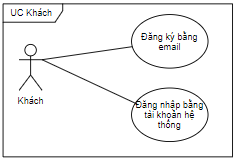 UC Khách
Đăng ký bằng
email
Khách
Đăng nhập bằng
tài khoản hệ
thống